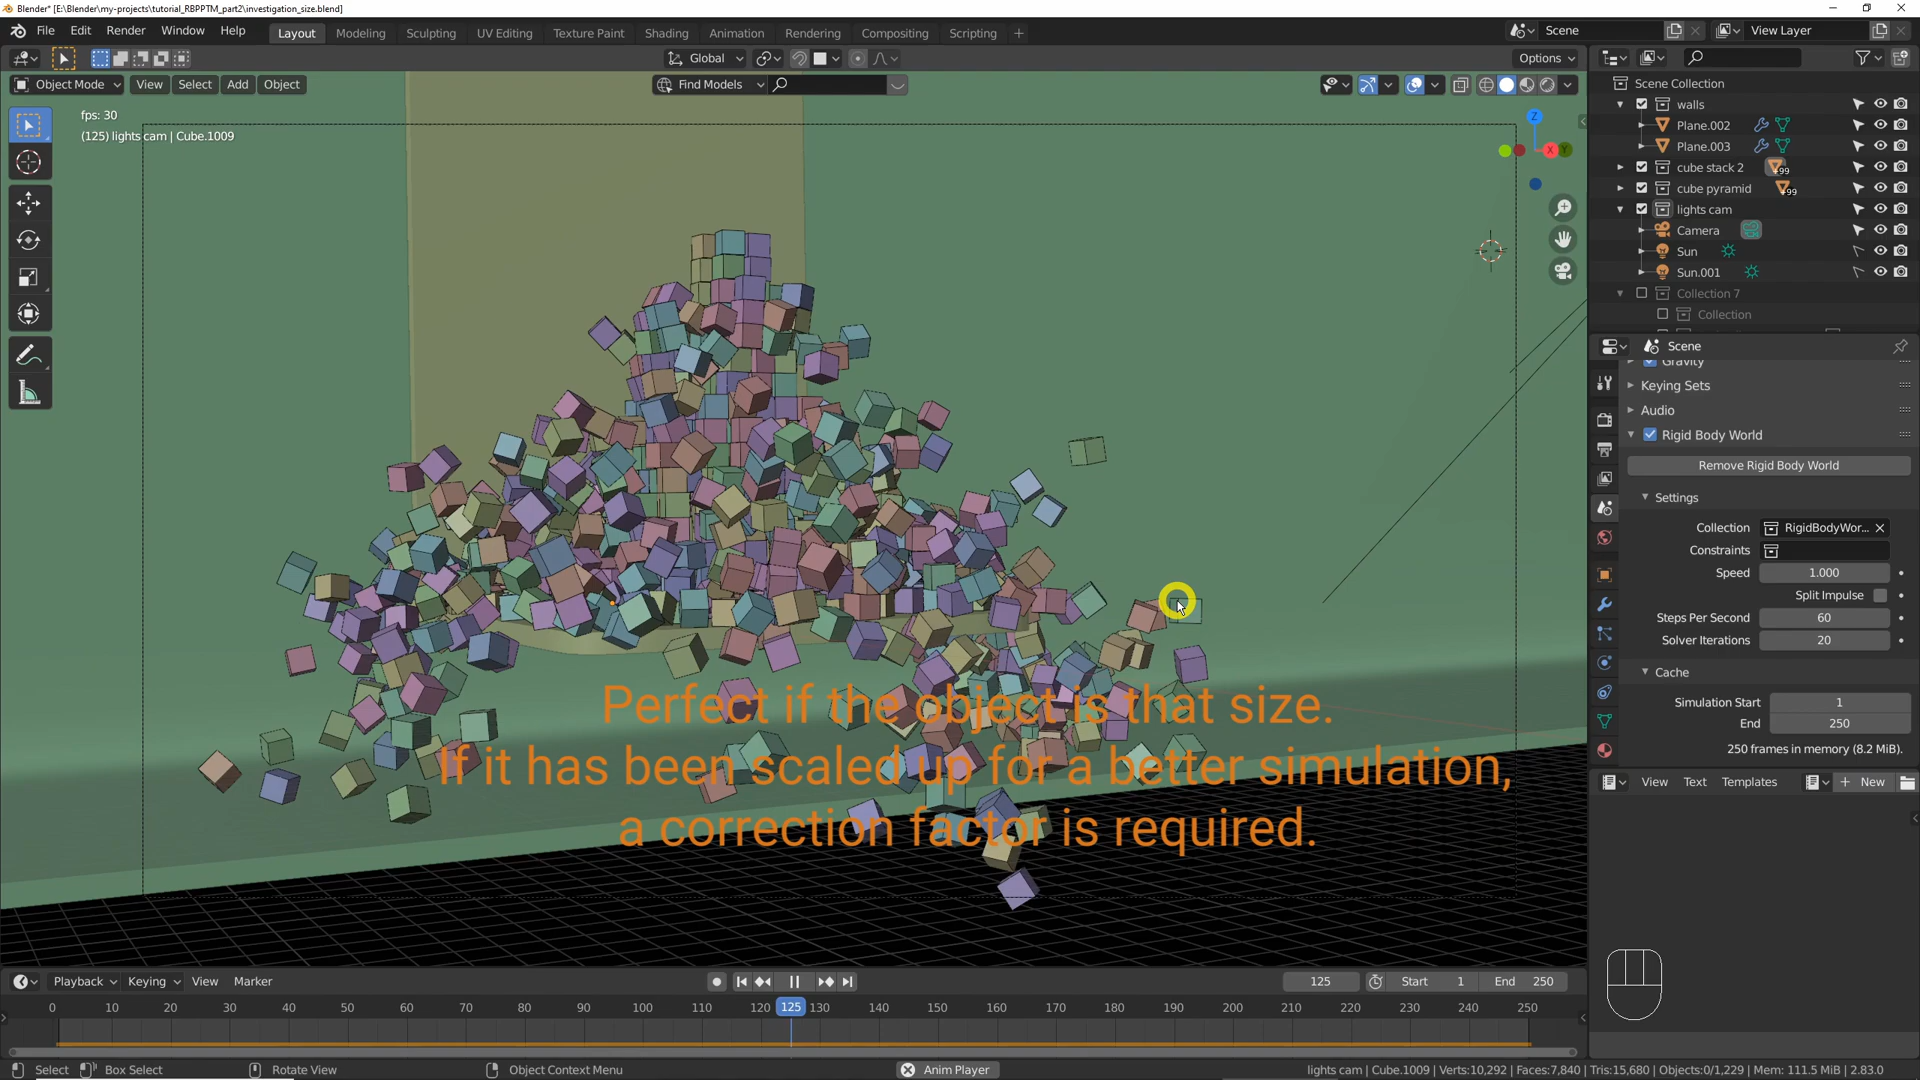 Blender* [E:\Blender\my-projects\tutorial_RBPPTM_part2\investigation_size.blend]
File Edit Render Window Help Layout Modeling Sculpting UV Editing Texture Paint Shading Animation Rendering Compositing Scripting + Scene View Layer
Global Options
Object Mode View Select Add Object Find Models
fps: 30
(125) lights cam | Cube.1009
Z
X
Y
Scene Collection
walls
Plane.002
Plane.003
cube stack 2 +99
cube pyramid +99
lights cam
Camera
Sun
Sun.001
Collection 7
Collection
Scene
Gravity
Keying Sets
Audio
Rigid Body World
Remove Rigid Body World
Settings
Collection RigidBodyWor...
Constraints
Speed 1.000
Split Impulse
Steps Per Second 60
Solver Iterations 20
Cache
Simulation Start 1
End 250
250 frames in memory (8.2 MiB).
View Text Templates + New
Perfect if the object is that size.
If it has been scaled up for a better simulation,
a correction factor is required.
Playback Keying View Marker 125 Start 1 End 250
0 10 20 30 40 50 60 70 80 90 100 110 125 130 140 150 160 170 180 190 200 210 220 230 240 250
Select Box Select Rotate View Object Context Menu Anim Player lights cam | Cube.1009 | Verts:10,292 | Faces:7,840 | Tris:15,680 | Objects:0/1,229 | Mem: 111.5 MiB | 2.83.0